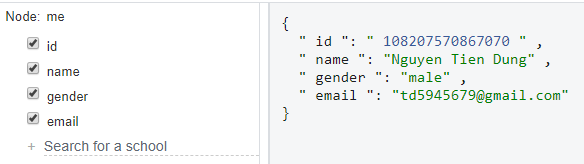 Node: me
id
name
gender
email
+ Search for a school
{
" id ": " 108207570867070 " ,
" name ": "Nguyen Tien Dung" ,
" gender ": "male" ,
" email ": "td5945679@gmail.com"
}